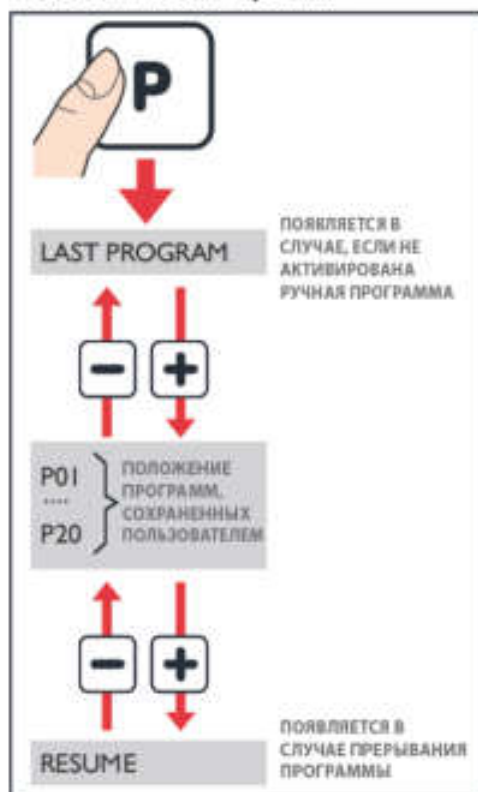 P
LAST PROGRAM
ПОЯВЛЯЕТСЯ В
СЛУЧАЕ, ЕСЛИ НЕ
АКТИВИРОВАНА
РУЧНАЯ ПРОГРАММА
− +
P01
....
P20
ПОЛОЖЕНИЕ
ПРОГРАММ,
СОХРАНЕННЫХ
ПОЛЬЗОВАТЕЛЕМ
− +
RESUME
ПОЯВЛЯЕТСЯ В
СЛУЧАЕ ПРЕРЫВАНИЯ
ПРОГРАММЫ